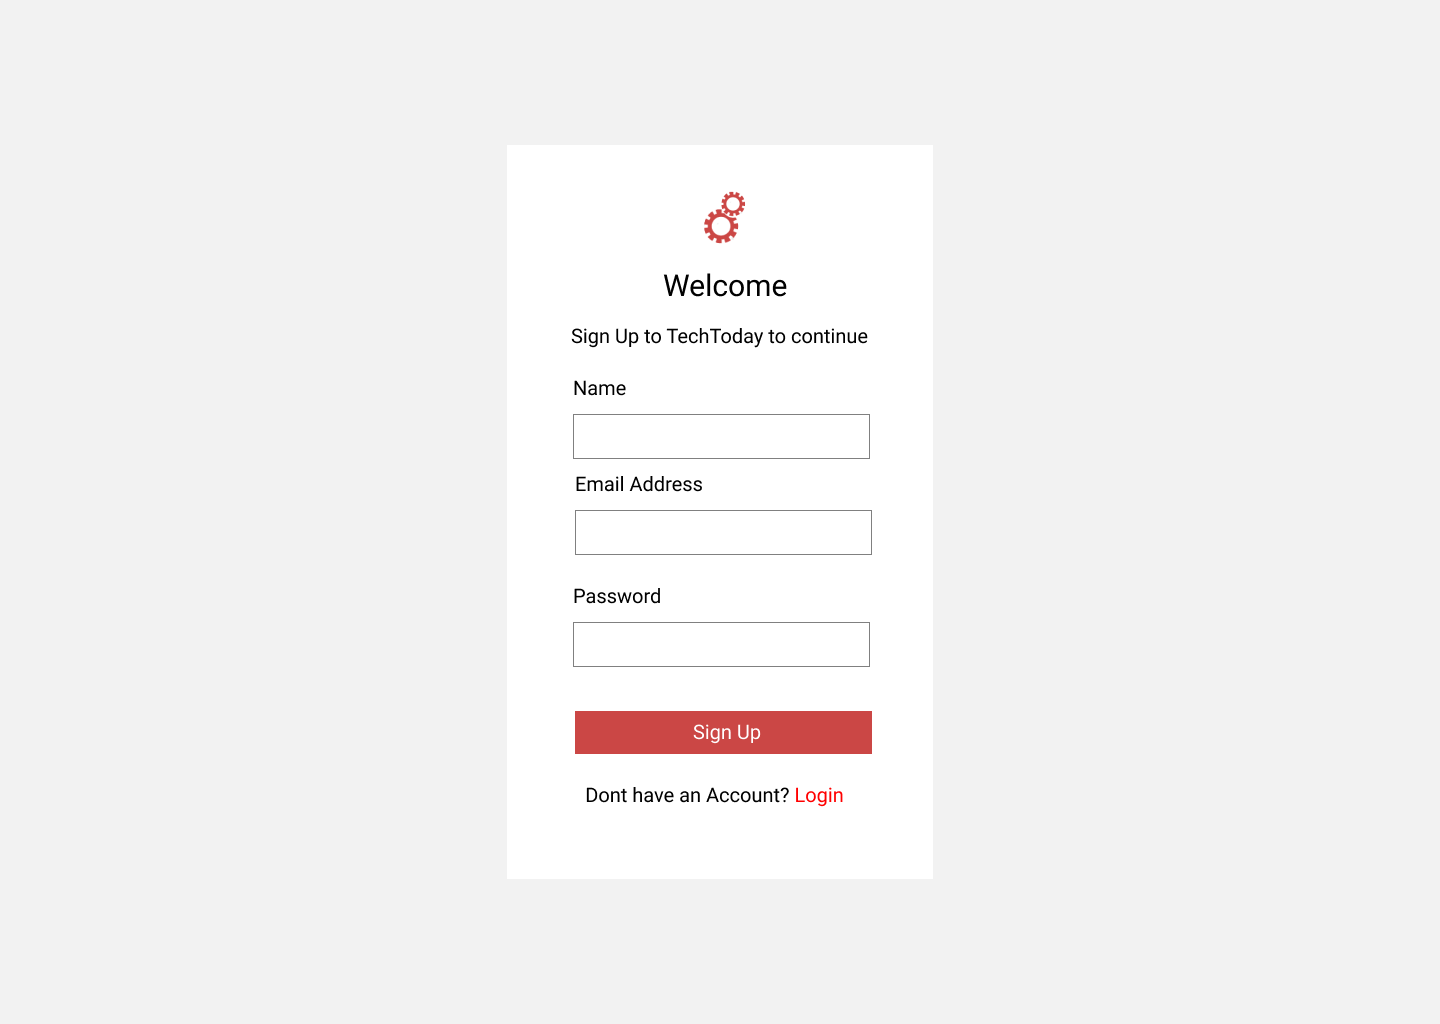 Welcome
Sign Up to TechToday to continue
Name
Email Address
Password
Sign Up
Dont have an Account? Login